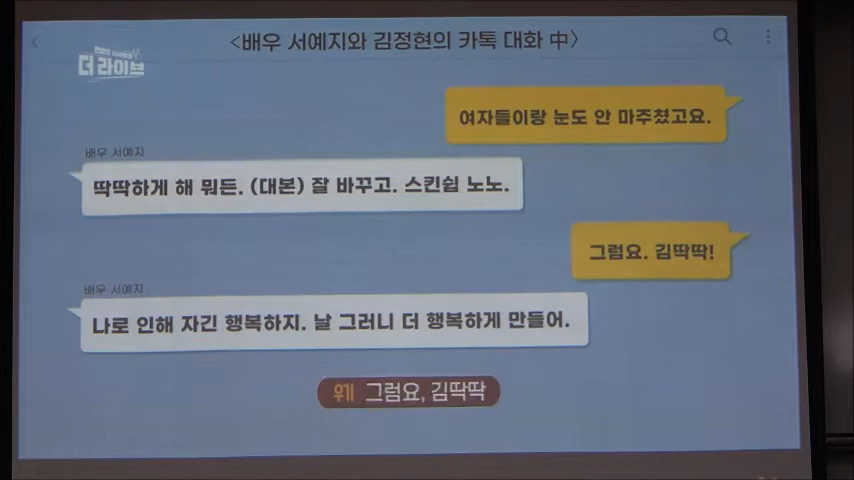 <배우 서예지와 김정현의 카톡 대화 中>
더 라이브
여자들이랑 눈도 안 마주쳤고요.
배우 서예지
딱딱하게 해 뭐든. (대본) 잘 바꾸고. 스킨쉽 노노.
그럼요. 김딱딱!
배우 서예지
나로 인해 자긴 행복하지. 날 그러니 더 행복하게 만들어.
위기 그럼요, 김딱딱